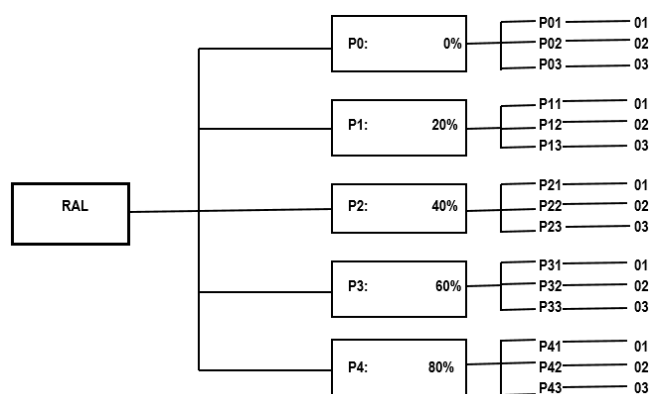 P01 01
P0: 0% P02 02
P03 03
P11 01
P1: 20% P12 02
P13 03
P21 01
RAL P2: 40% P22 02
P23 03
P31 01
P3: 60% P32 02
P33 03
P41 01
P4: 80% P42 02
P43 03